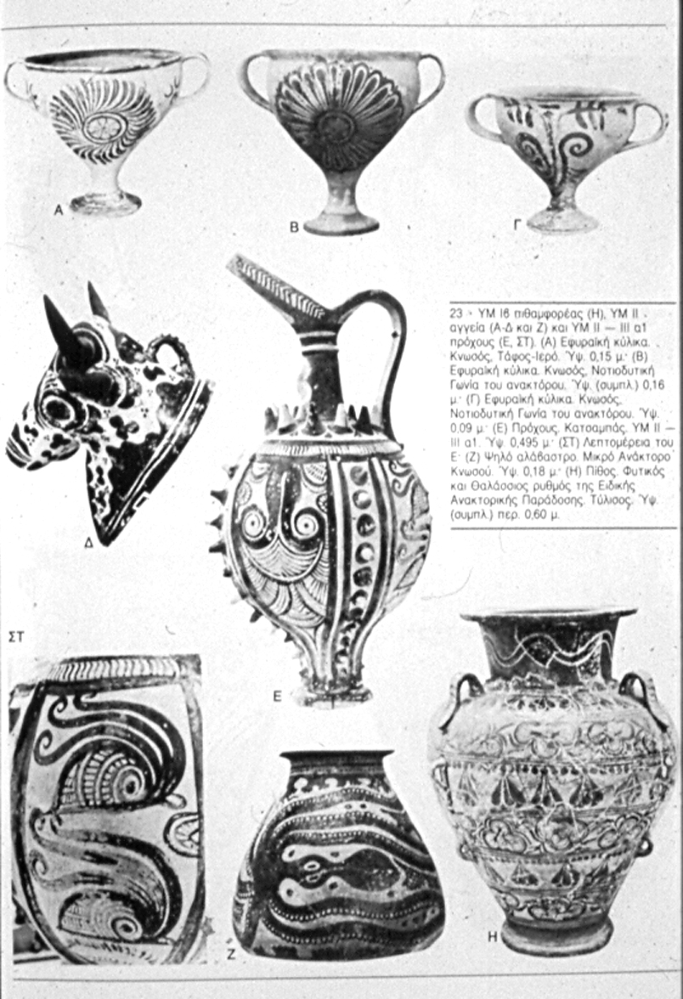 Α
Β
Γ
Δ
23 - ΥΜ Ιδ πιθαμφορέας (Η), ΥΜ ΙΙ
αγγεία (Α-Δ και Ζ) και ΥΜ ΙΙ — ΙΙΙ α1
πρόχους (Ε, ΣΤ). (Α) Εφυραϊκή κύλικα.
Κνωσός, Τάφος-Ιερό. Ύψ. 0,15 μ· (Β)
Εφυραϊκή κύλικα. Κνωσός, Νοτιοδυτική
Γωνία του ανακτόρου. Ύψ. (συμπλ.) 0,16
μ· (Γ) Εφυραϊκή κύλικα. Κνωσός,
Νοτιοδυτική Γωνία του ανακτόρου. Ύψ.
0,09 μ· (Ε) Πρόχους. Κατσαμπάς. ΥΜ ΙΙ —
ΙΙΙ α1. Ύψ. 0,495 μ· (ΣΤ) Λεπτομέρεια του
Ε· (Ζ) Ψηλό αλάβαστρο. Μικρό Ανάκτορο
Κνωσού. Ύψ. 0,18 μ· (Η) Πίθος. Φυτικός
και Θαλάσσιος ρυθμός της Ειδικής
Ανακτορικής Παράδοσης. Τύλισος. Ύψ.
(συμπλ.) περ. 0,60 μ.
ΣΤ
Ε
Ζ
Η